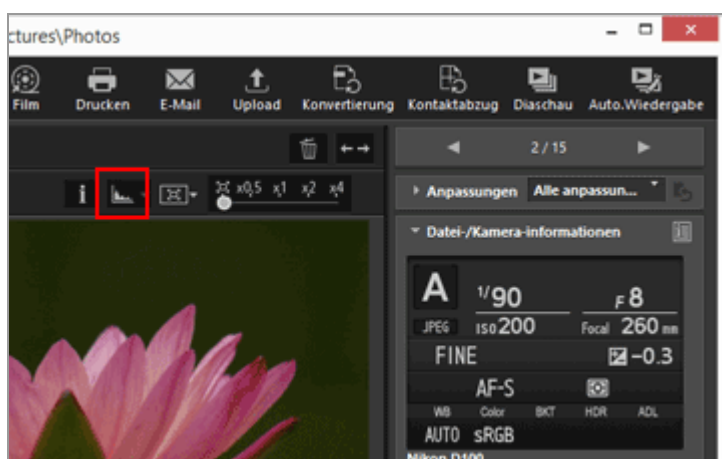 ctures\Photos
Film Drucken E-Mail Upload Konvertierung Kontaktabzug Diaschau Auto.Wiedergabe
2 / 15
i x0,5 x1 x2 x4
Anpassungen Alle anpassun...
Datei-/Kamera-informationen
A 1/90 F 8
JPEG ISO 200 Focal 260 mm
FINE -0.3
AF-S
WB Color BKT HDR ADL
AUTO sRGB
Nikon D100